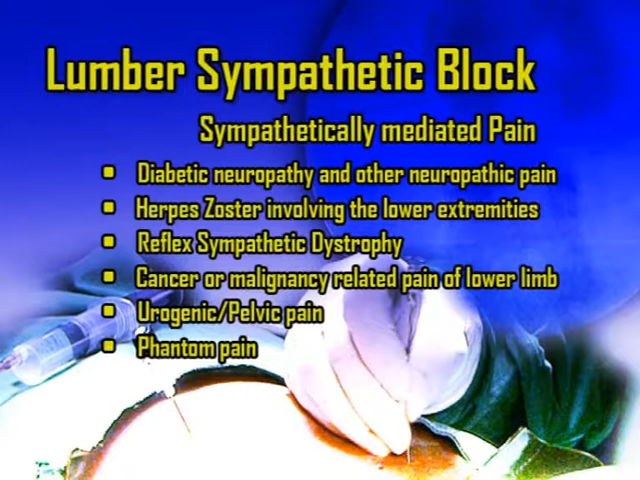 Lumber Sympathetic Block
Sympathetically mediated Pain
▪ Diabetic neuropathy and other neuropathic pain
▪ Herpes Zoster involving the lower extremities
▪ Reflex Sympathetic Dystrophy
▪ Cancer or malignancy related pain of lower limb
▪ Urogenic/Pelvic pain
▪ Phantom pain